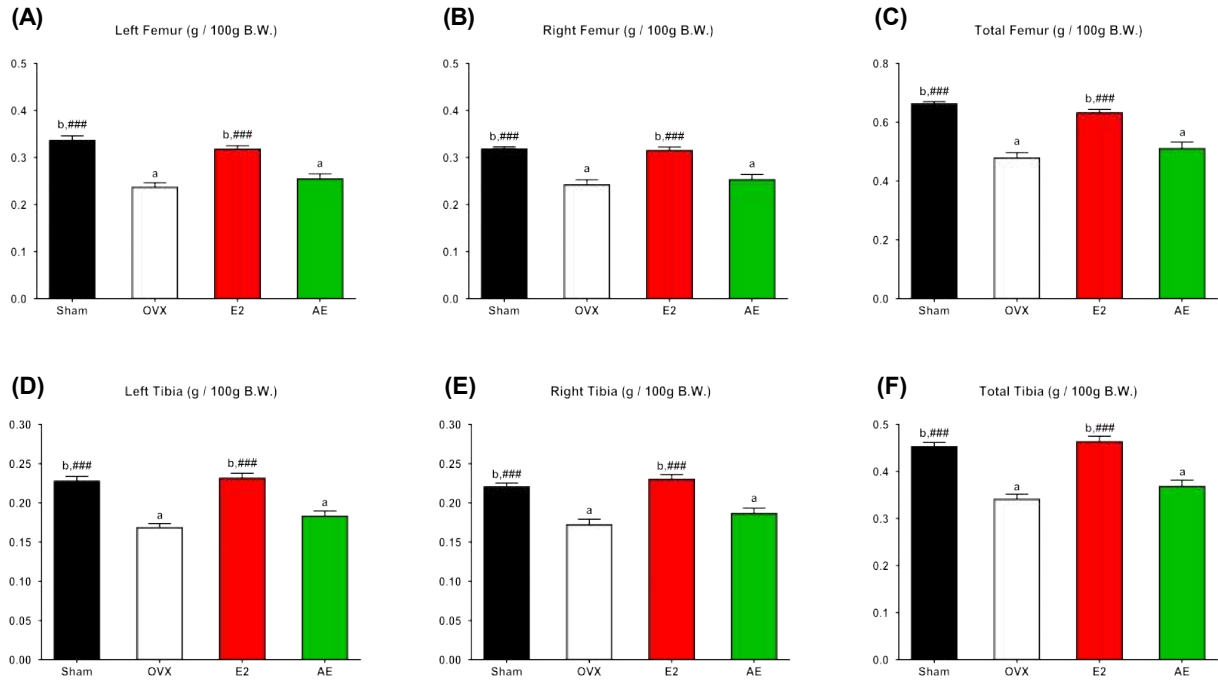 (A)
Left Femur (g / 100g B.W.)
0.5
0.4
0.3
0.2
0.1
0.0
b,###
a
b,###
a
Sham OVX E2 AE
(B)
Right Femur (g / 100g B.W.)
0.5
0.4
0.3
0.2
0.1
0.0
b,###
a
b,###
a
Sham OVX E2 AE
(C)
Total Femur (g / 100g B.W.)
0.8
0.6
0.4
0.2
0.0
b,###
a
b,###
a
Sham OVX E2 AE
(D)
Left Tibia (g / 100g B.W.)
0.30
0.25
0.20
0.15
0.10
0.05
0.00
b,###
a
b,###
a
Sham OVX E2 AE
(E)
Right Tibia (g / 100g B.W.)
0.30
0.25
0.20
0.15
0.10
0.05
0.00
b,###
a
b,###
a
Sham OVX E2 AE
(F)
Total Tibia (g / 100g B.W.)
0.5
0.4
0.3
0.2
0.1
0.0
b,###
a
b,###
a
Sham OVX E2 AE